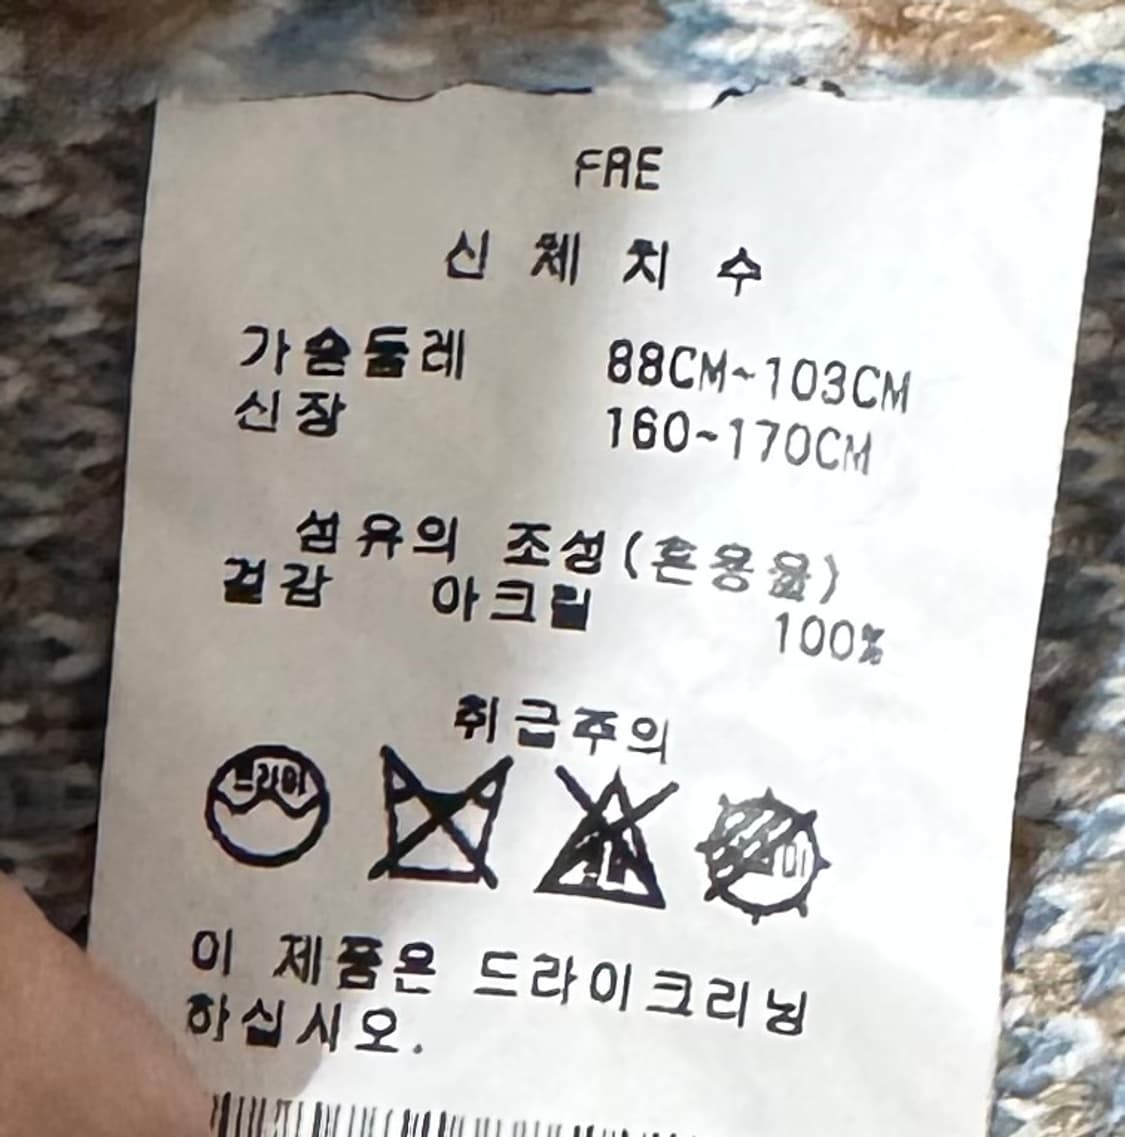 FAE
신체치수
가슴둘레 88CM~103CM
신장 160~170CM
섬유의 조성(혼용율)
겉감 아크릴 100%
취급주의
드라이
이 제품은 드라이크리닝
하십시오.